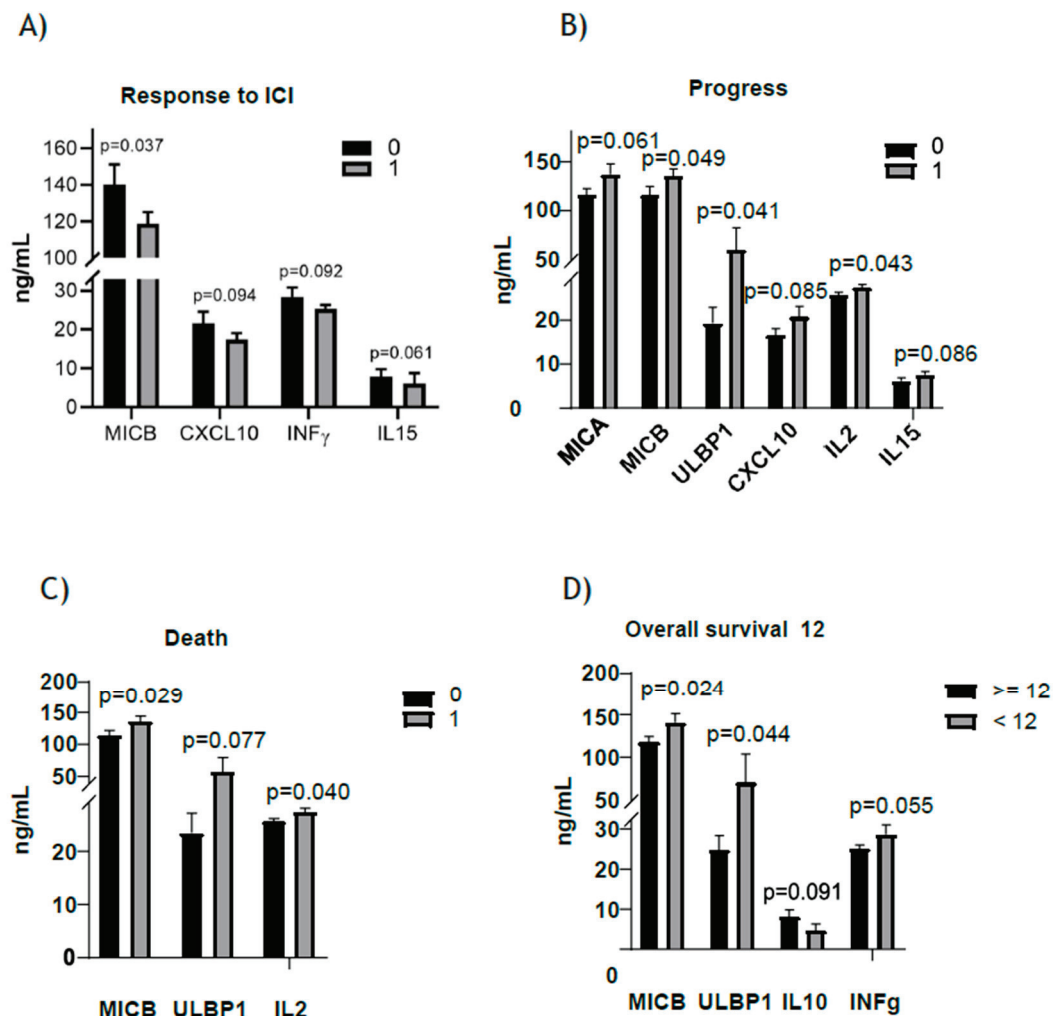 A)
Response to ICI
0
1
ng/mL
160
140
120
100
30
20
10
0
p=0.037
p=0.094
p=0.092
p=0.061
MICB CXCL10 INFγ IL15
B)
Progress
0
1
ng/mL
150
100
50
20
10
0
p=0.061
p=0.049
p=0.041
p=0.085
p=0.043
p=0.086
MICA MICB ULBP1 CXCL10 IL2 IL15
C)
Death
0
1
ng/mL
200
150
100
50
20
10
0
p=0.029
p=0.077
p=0.040
MICB ULBP1 IL2
D)
Overall survival 12
>= 12
< 12
ng/mL
200
150
100
50
30
20
10
0
p=0.024
p=0.044
p=0.091
p=0.055
MICB ULBP1 IL10 INFg